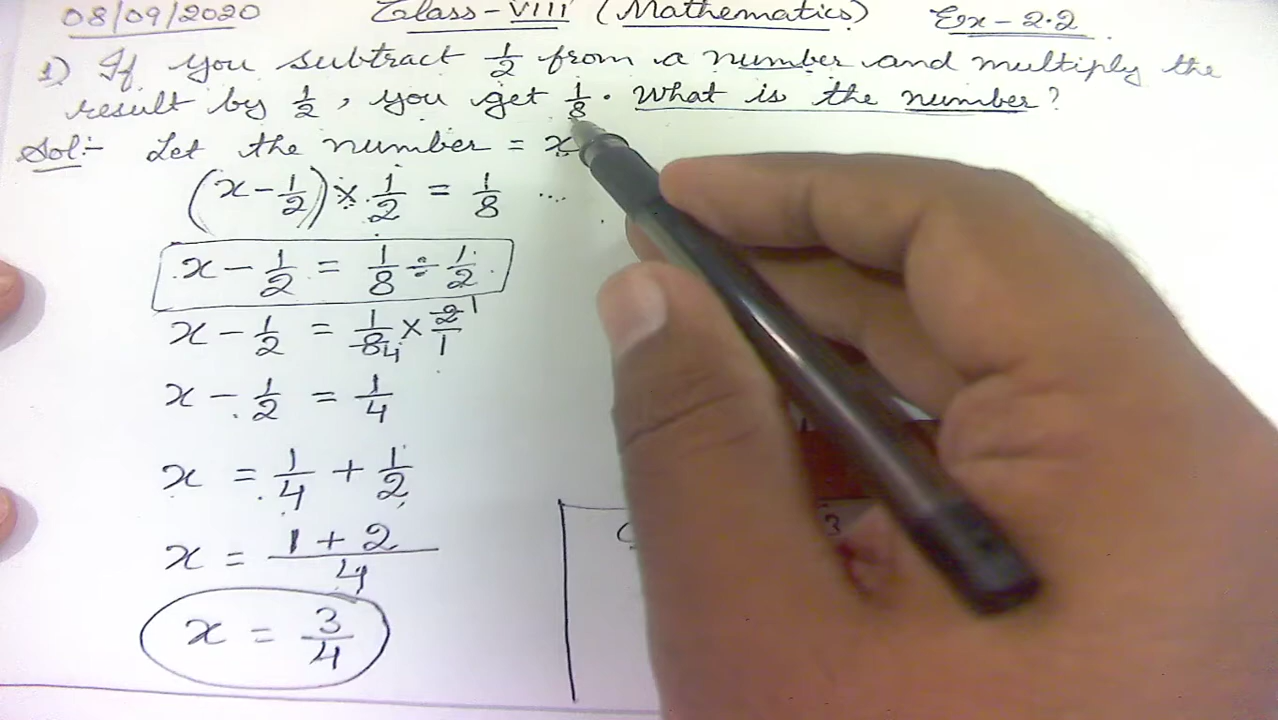 08/09/2020 Class-VIII (Mathematics) Ex-2.2
1) If you subtract 1/2 from a number and multiply the
result by 1/2, you get 1/8. What is the number?
Sol:- Let the number = x
(x - 1/2) × 1/2 = 1/8 ...
x - 1/2 = 1/8 ÷ 1/2
x - 1/2 = 1/8 4 × 2/1 1
x - 1/2 = 1/4
x = 1/4 + 1/2
x = 1+2/4
x = 3/4